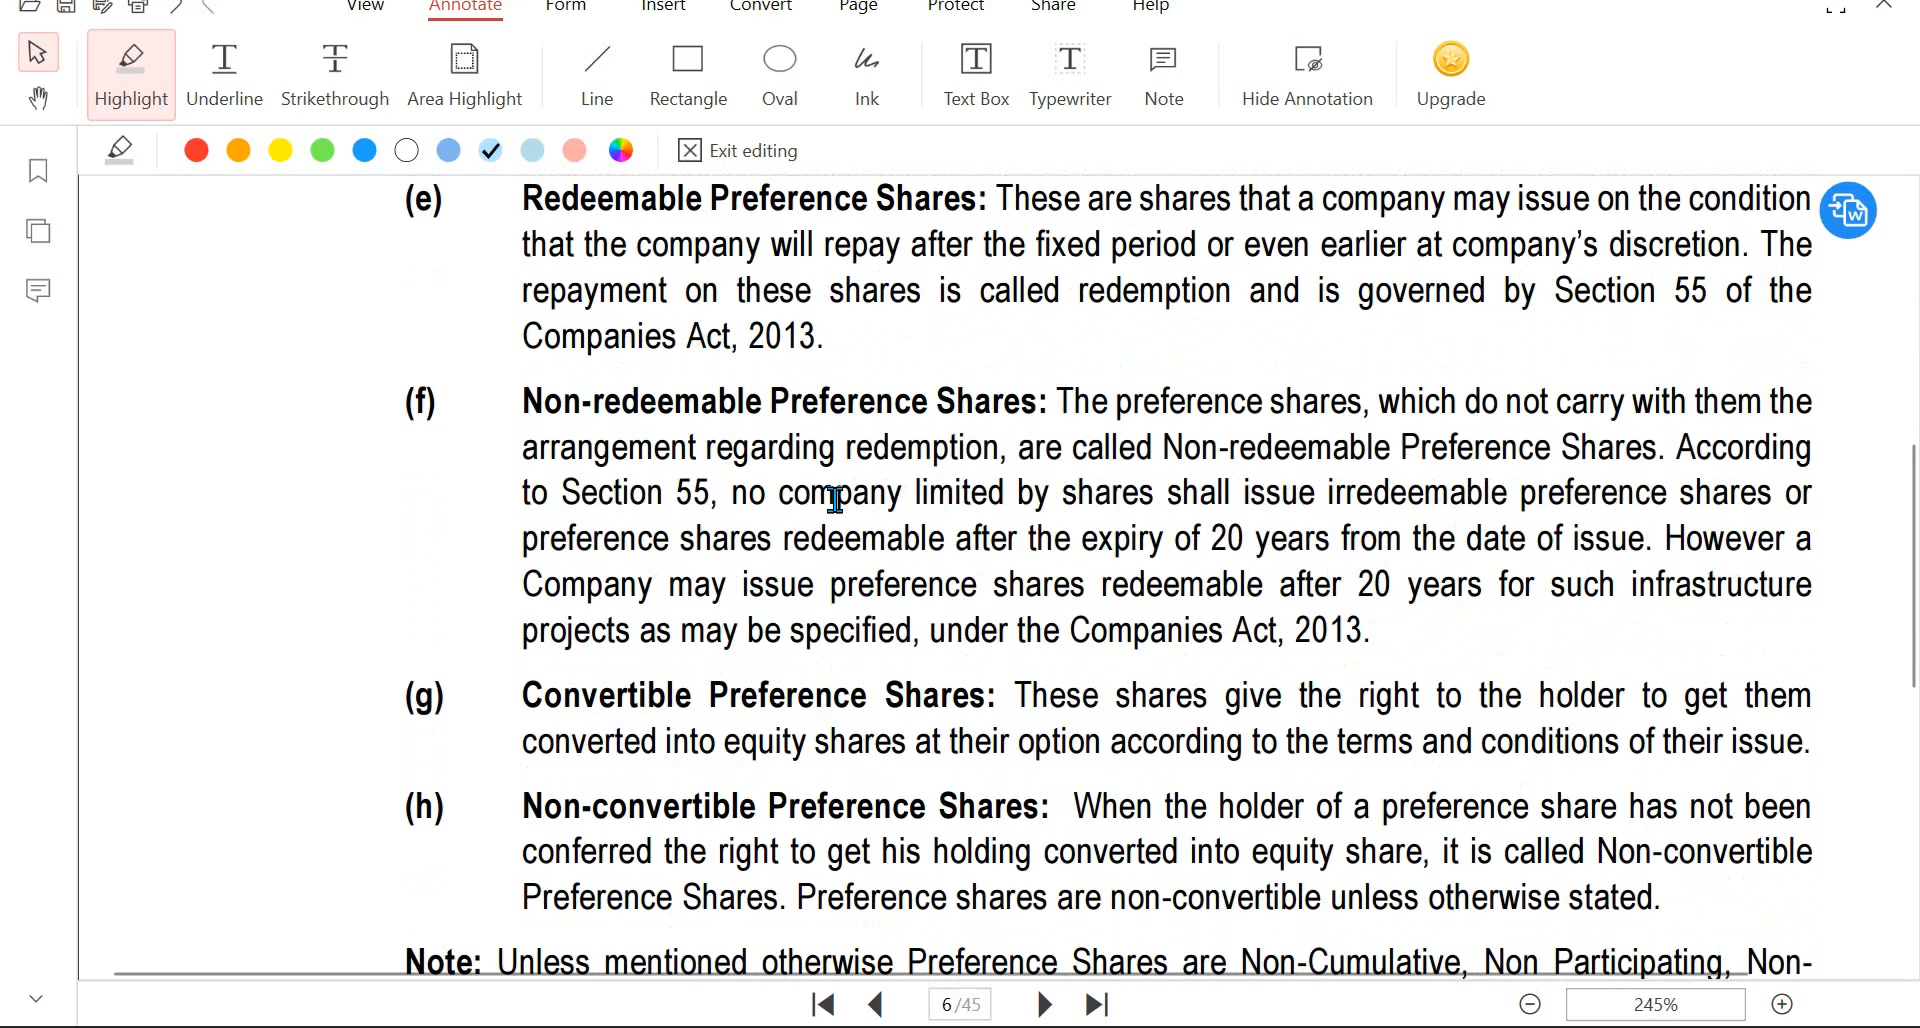 View Annotate Form Insert Convert Page Protect Share Help
Highlight Underline Strikethrough Area Highlight Line Rectangle Oval Ink Text Box Typewriter Note Hide Annotation Upgrade
Exit editing
(e) Redeemable Preference Shares: These are shares that a company may issue on the condition
that the company will repay after the fixed period or even earlier at company's discretion. The
repayment on these shares is called redemption and is governed by Section 55 of the
Companies Act, 2013.
(f) Non-redeemable Preference Shares: The preference shares, which do not carry with them the
arrangement regarding redemption, are called Non-redeemable Preference Shares. According
to Section 55, no company limited by shares shall issue irredeemable preference shares or
preference shares redeemable after the expiry of 20 years from the date of issue. However a
Company may issue preference shares redeemable after 20 years for such infrastructure
projects as may be specified, under the Companies Act, 2013.
(g) Convertible Preference Shares: These shares give the right to the holder to get them
converted into equity shares at their option according to the terms and conditions of their issue.
(h) Non-convertible Preference Shares: When the holder of a preference share has not been
conferred the right to get his holding converted into equity share, it is called Non-convertible
Preference Shares. Preference shares are non-convertible unless otherwise stated.
Note: Unless mentioned otherwise Preference Shares are Non-Cumulative, Non Participating, Non-
6 /45 245%